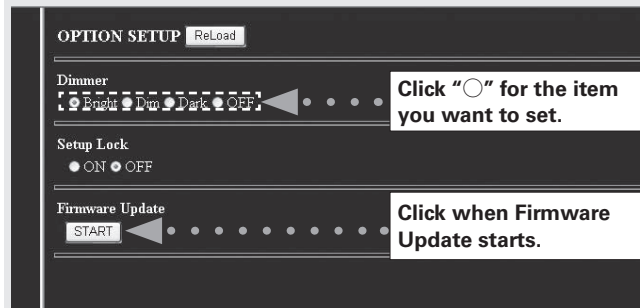 OPTION SETUP ReLoad
Dimmer
Bright Dim Dark OFF
Click “○” for the item
you want to set.
Setup Lock
ON OFF
Firmware Update
START
Click when Firmware
Update starts.